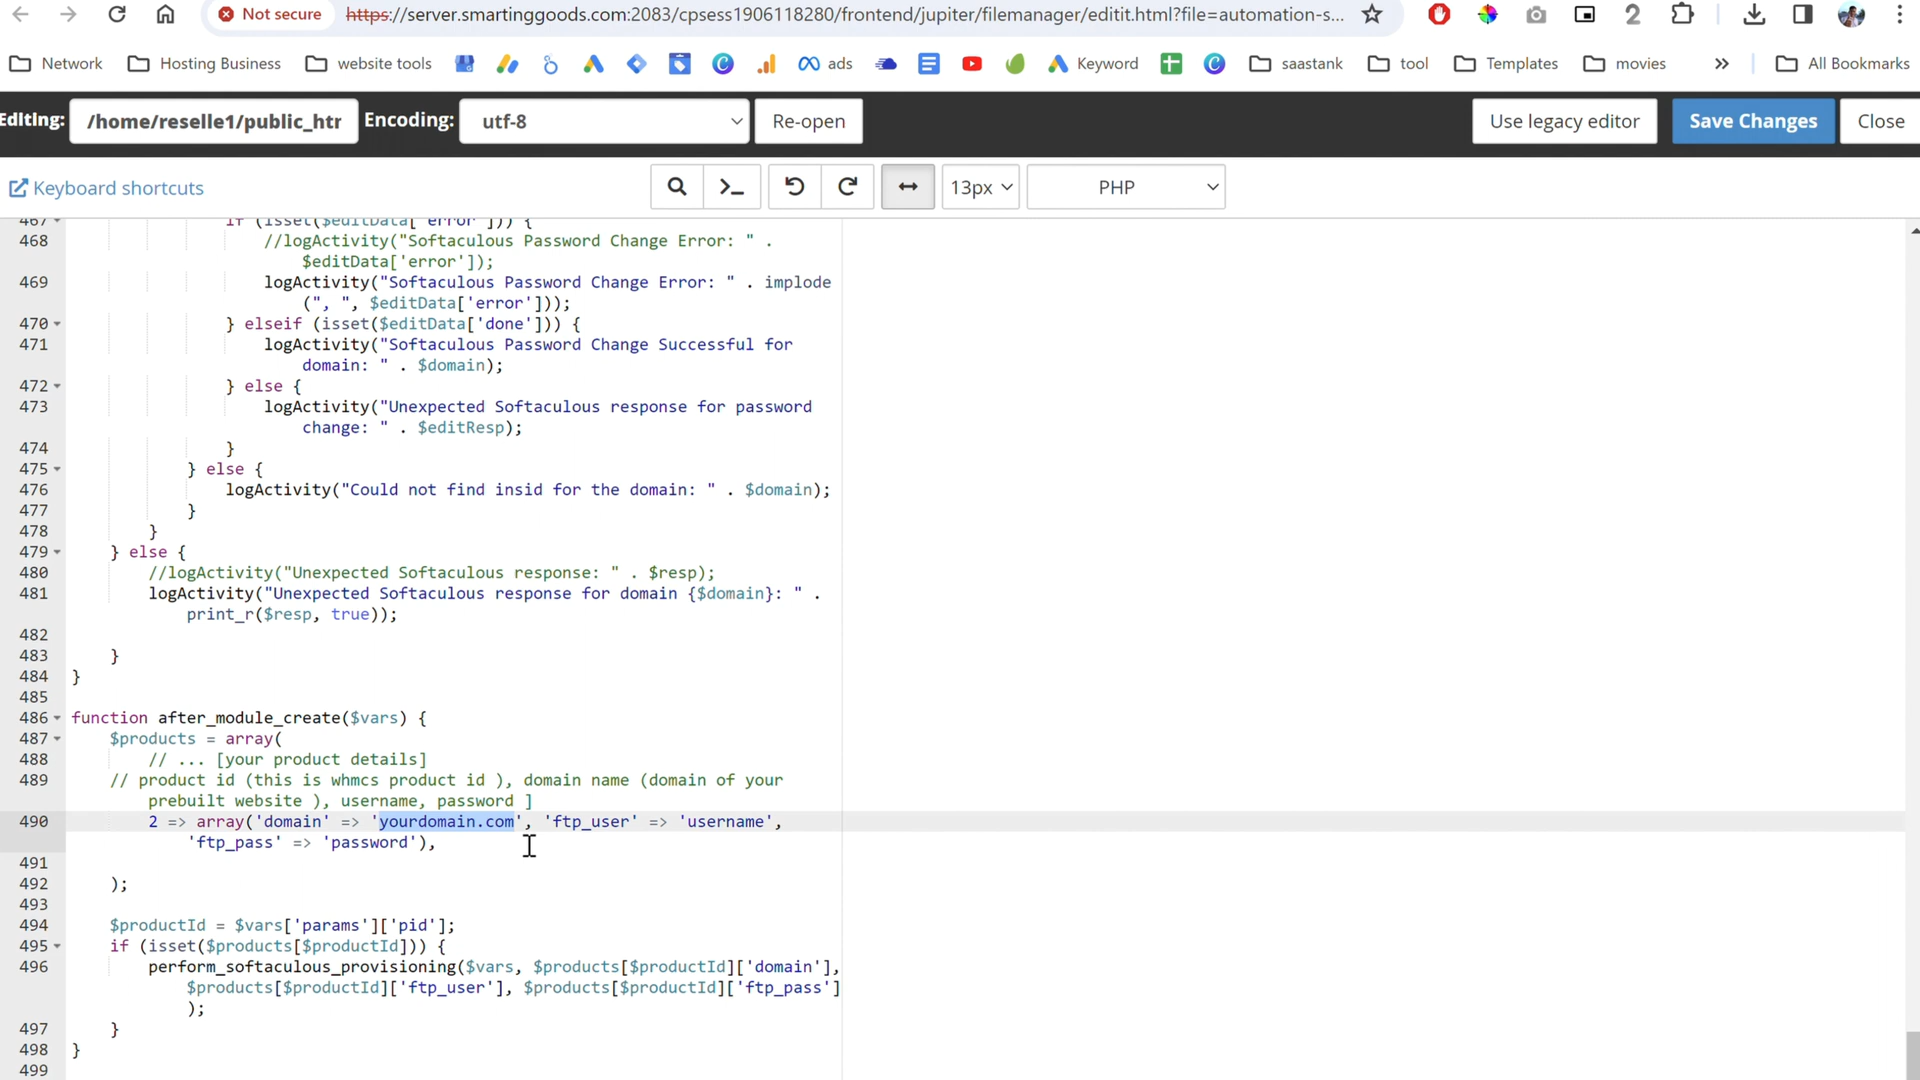 Not secure
https://server.smartinggoods.com:2083/cpsess1906118280/frontend/jupiter/filemanager/editit.html?file=automation-s...
Network
Hosting Business
website tools
ads
Keyword
saastank
tool
Templates
movies
All Bookmarks
Editing:
/home/reselle1/public_htr
Encoding:
utf-8
Re-open
Use legacy editor
Save Changes
Close
Keyboard shortcuts
13px
PHP
467 if (isset($editData['error'])) {
468 //logActivity("Softaculous Password Change Error: " .
$editData['error']);
469 logActivity("Softaculous Password Change Error: " . implode
(", ", $editData['error']));
470 } elseif (isset($editData['done'])) {
471 logActivity("Softaculous Password Change Successful for
domain: " . $domain);
472 } else {
473 logActivity("Unexpected Softaculous response for password
change: " . $editResp);
474 }
475 } else {
476 logActivity("Could not find insid for the domain: " . $domain);
477 }
478 }
479 } else {
480 //logActivity("Unexpected Softaculous response: " . $resp);
481 logActivity("Unexpected Softaculous response for domain {$domain}: " .
print_r($resp, true));
482
483 }
484 }
485
486 function after_module_create($vars) {
487 $products = array(
488 // ... [your product details]
489 // product id (this is whmcs product id ), domain name (domain of your
prebuilt website ), username, password ]
490 2 => array('domain' => 'yourdomain.com', 'ftp_user' => 'username',
'ftp_pass' => 'password'),
491
492 );
493
494 $productId = $vars['params']['pid'];
495 if (isset($products[$productId])) {
496 perform_softaculous_provisioning($vars, $products[$productId]['domain'],
$products[$productId]['ftp_user'], $products[$productId]['ftp_pass']
);
497 }
498 }
499